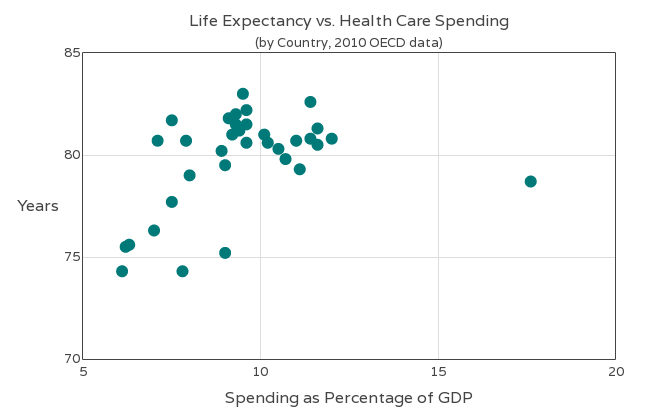 Life Expectancy vs. Health Care Spending
(by Country, 2010 OECD data)
85
80
Years
75
70
5 10 15 20
Spending as Percentage of GDP